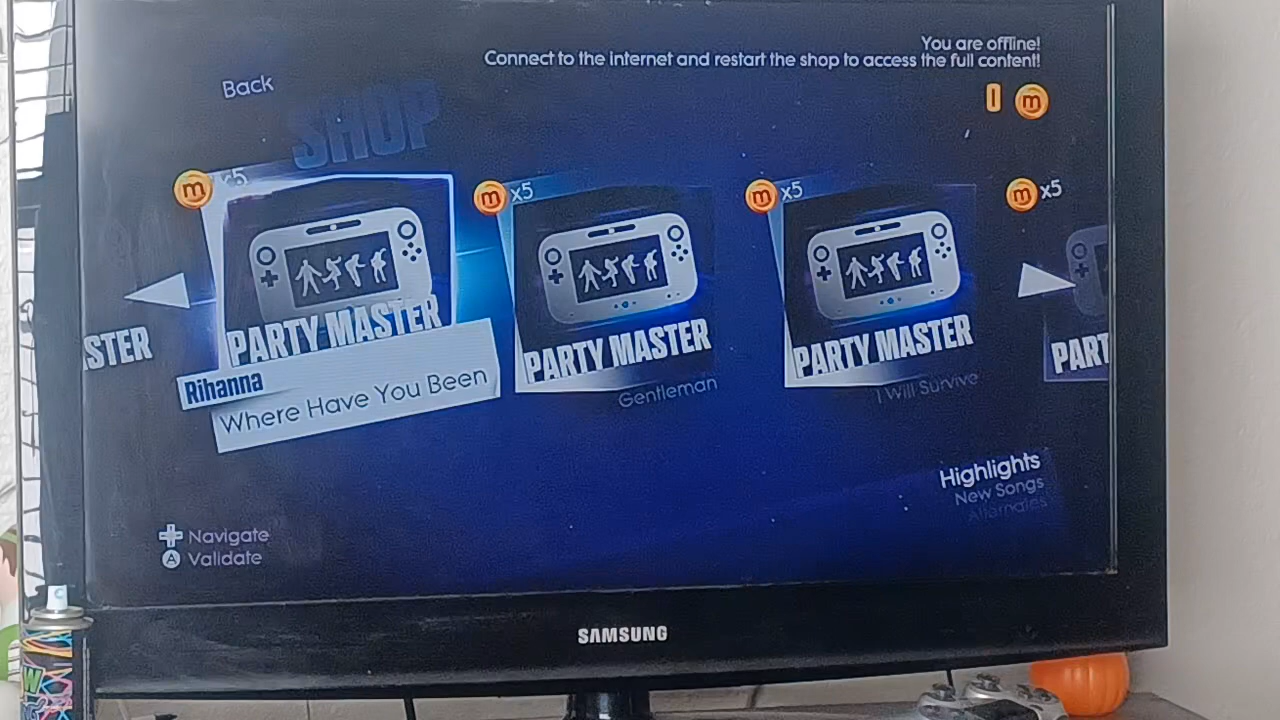 You are offline!
Connect to the internet and restart the shop to access the full content!
Back
1 m
SHOP
m x5
m x5
m x5
m x5
STER
PARTY MASTER
PARTY MASTER
PARTY MASTER
PART
Rihanna
Where Have You Been
Gentleman
I Will Survive
Highlights
New Songs
Alternates
Navigate
A Validate
SAMSUNG